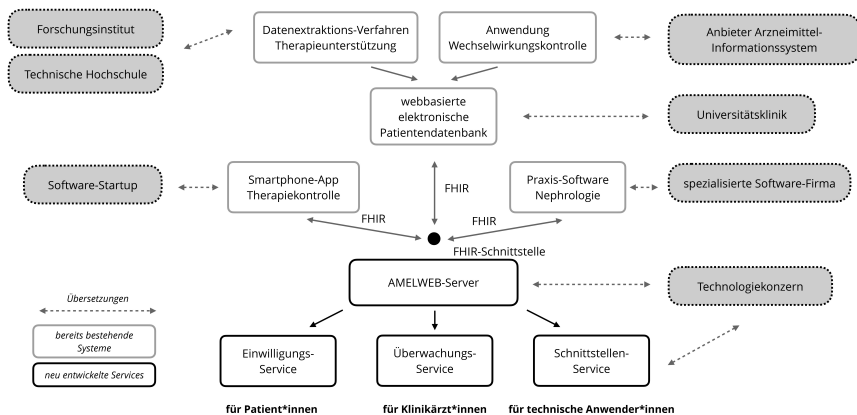 Forschungsinstitut
Technische Hochschule
Datenextraktions-Verfahren
Therapieunterstützung
Anwendung
Wechselwirkungskontrolle
Anbieter Arzneimittel-
Informationssystem
webbasierte
elektronische
Patientendatenbank
Universitätsklinik
Software-Startup
Smartphone-App
Therapiekontrolle
FHIR
Praxis-Software
Nephrologie
spezialisierte Software-Firma
FHIR
FHIR
FHIR-Schnittstelle
AMELWEB-Server
Technologiekonzern
Übersetzungen
bereits bestehende
Systeme
neu entwickelte Services
Einwilligungs-
Service
Überwachungs-
Service
Schnittstellen-
Service
für Patient*innen
für Klinikärzt*innen
für technische Anwender*innen